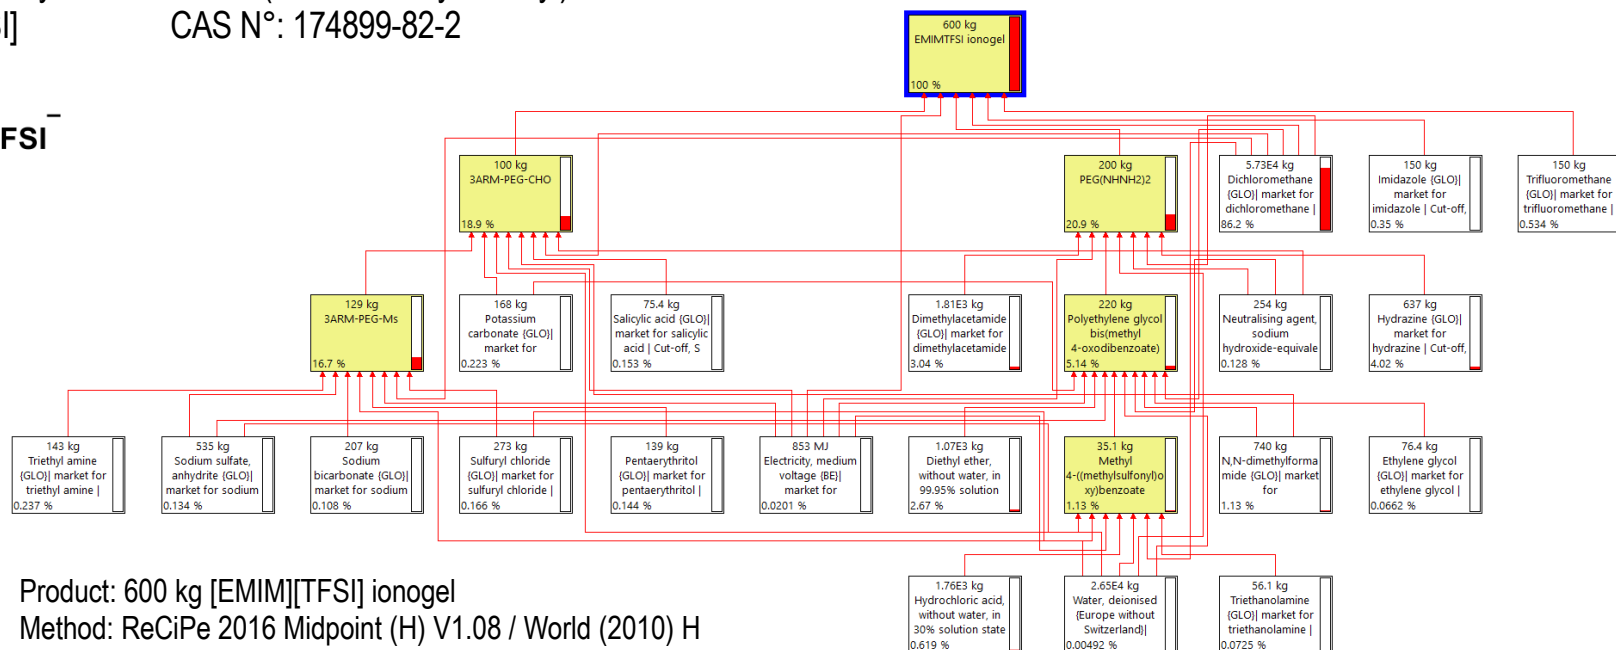 SI]
CAS N°: 174899-82-2
FSI
–
600 kg
EMIMTFSI ionogel
100 %
100 kg
3ARM-PEG-CHO
18.9 %
200 kg
PEG(NHNH2)2
20.9 %
5.73E4 kg
Dichloromethane
{GLO}| market for
dichloromethane |
86.2 %
150 kg
Imidazole {GLO}|
market for
imidazole | Cut-off,
0.35 %
150 kg
Trifluoromethane
{GLO}| market for
trifluoromethane |
0.534 %
129 kg
3ARM-PEG-Ms
16.7 %
168 kg
Potassium
carbonate {GLO}|
market for
0.223 %
75.4 kg
Salicylic acid {GLO}|
market for salicylic
acid | Cut-off, S
0.153 %
1.81E3 kg
Dimethylacetamide
{GLO}| market for
dimethylacetamide
3.04 %
220 kg
Polyethylene glycol
bis(methyl
4-oxodibenzoate)
5.14 %
254 kg
Neutralising agent,
sodium
hydroxide-equivale
0.128 %
637 kg
Hydrazine {GLO}|
market for
hydrazine | Cut-off,
4.02 %
143 kg
Triethyl amine
{GLO}| market for
triethyl amine |
0.237 %
535 kg
Sodium sulfate,
anhydrite {GLO}|
market for sodium
0.134 %
207 kg
Sodium
bicarbonate {GLO}|
market for sodium
0.108 %
273 kg
Sulfuryl chloride
{GLO}| market for
sulfuryl chloride |
0.166 %
139 kg
Pentaerythritol
{GLO}| market for
pentaerythritol |
0.144 %
853 MJ
Electricity, medium
voltage {BE}|
market for
0.0201 %
1.07E3 kg
Diethyl ether,
without water, in
99.95% solution
2.67 %
35.1 kg
Methyl
4-((methylsulfonyl)o
xy)benzoate
1.13 %
740 kg
N,N-dimethylforma
mide {GLO}| market
for
1.13 %
76.4 kg
Ethylene glycol
{GLO}| market for
ethylene glycol |
0.0662 %
1.76E3 kg
Hydrochloric acid,
without water, in
30% solution state
0.619 %
2.65E4 kg
Water, deionised
{Europe without
Switzerland}|
0.00492 %
56.1 kg
Triethanolamine
{GLO}| market for
triethanolamine |
0.0725 %
Product: 600 kg [EMIM][TFSI] ionogel
Method: ReCiPe 2016 Midpoint (H) V1.08 / World (2010) H